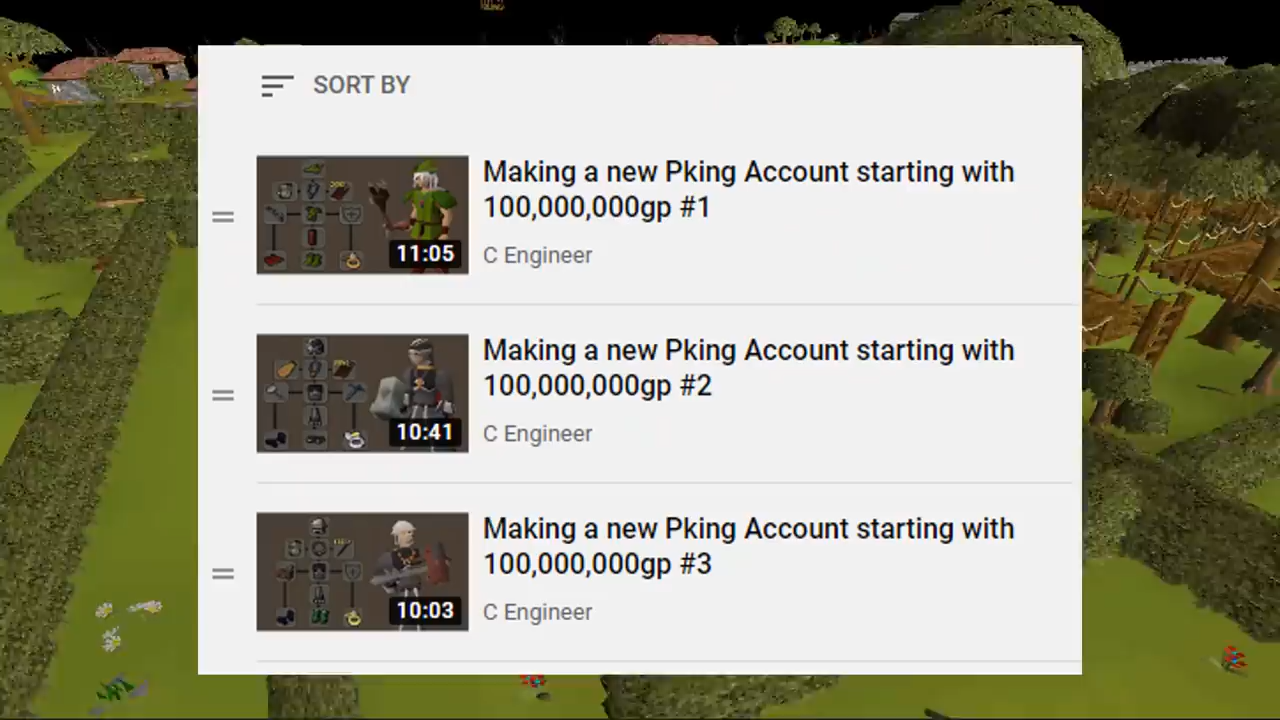 SORT BY
Making a new Pking Account starting with
100,000,000gp #1
11:05
C Engineer
Making a new Pking Account starting with
100,000,000gp #2
10:41
C Engineer
Making a new Pking Account starting with
100,000,000gp #3
10:03
C Engineer